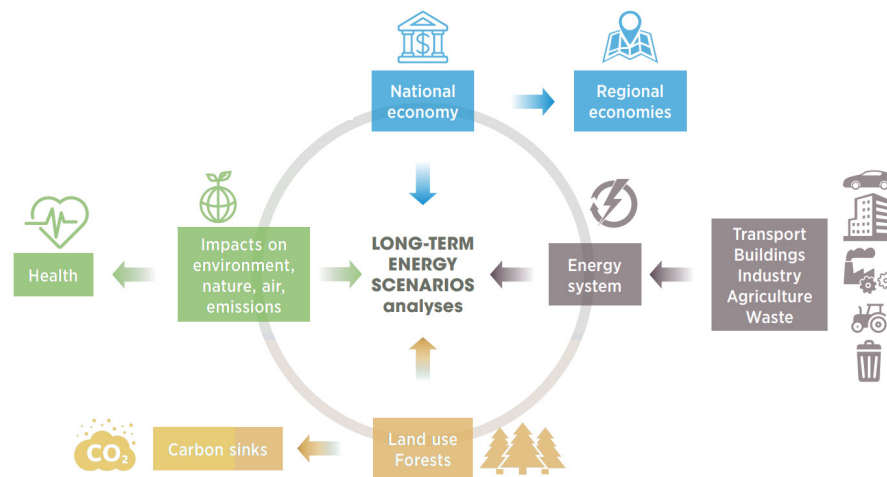 National
economy
Regional
economies
Health
Impacts on
environment,
nature, air,
emissions
LONG-TERM
ENERGY
SCENARIOS
analyses
Energy
system
Transport
Buildings
Industry
Agriculture
Waste
CO₂
Carbon sinks
Land use
Forests